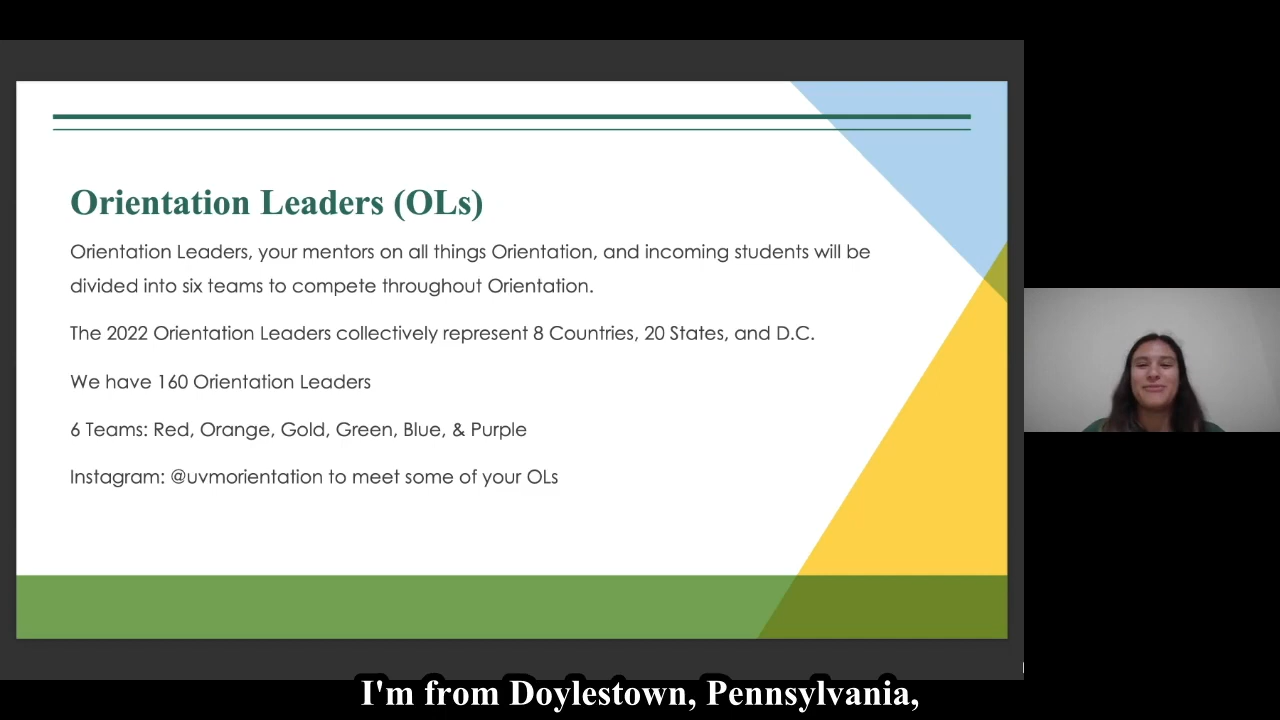 Orientation Leaders (OLs)
Orientation Leaders, your mentors on all things Orientation, and incoming students will be
divided into six teams to compete throughout Orientation.
The 2022 Orientation Leaders collectively represent 8 Countries, 20 States, and D.C.
We have 160 Orientation Leaders
6 Teams: Red, Orange, Gold, Green, Blue, & Purple
Instagram: @uvmorientation to meet some of your OLs
I'm from Doylestown, Pennsylvania,